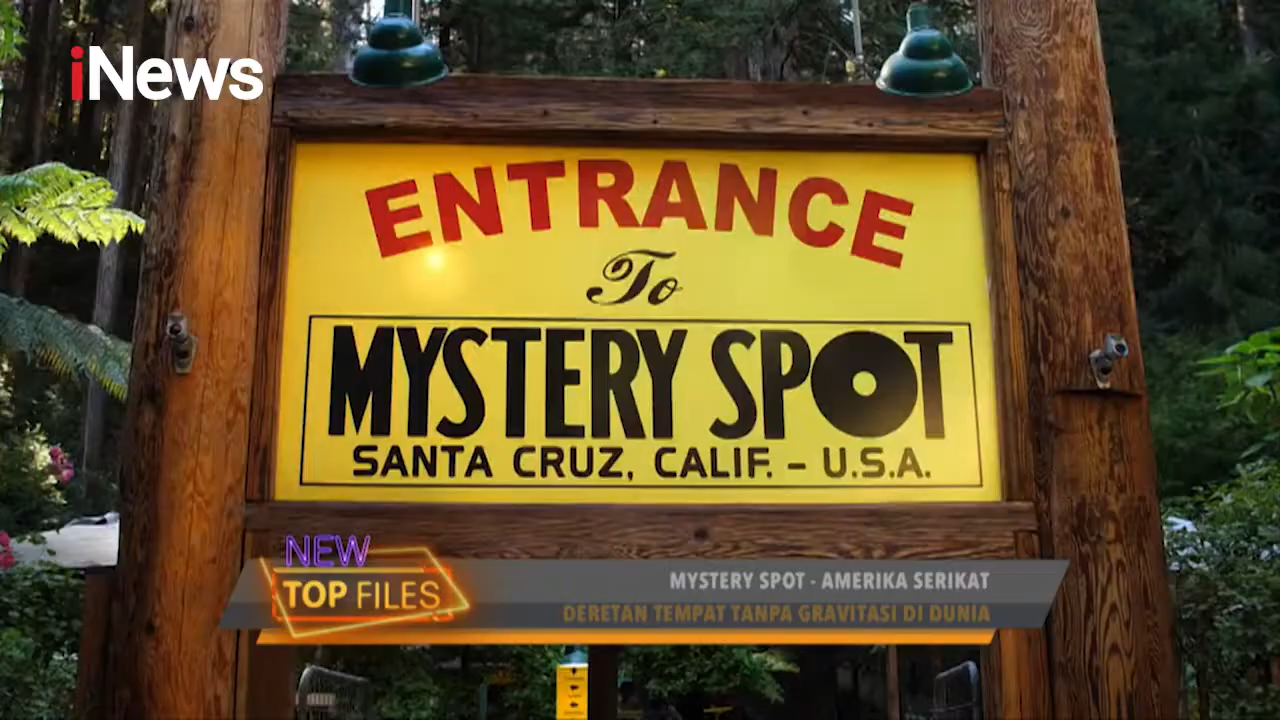 iNews
ENTRANCE
To
MYSTERY SPOT
SANTA CRUZ, CALIF. – U.S.A.
NEW
TOP FILES
MYSTERY SPOT - AMERIKA SERIKAT
DERETAN TEMPAT TANPA GRAVITASI DI DUNIA